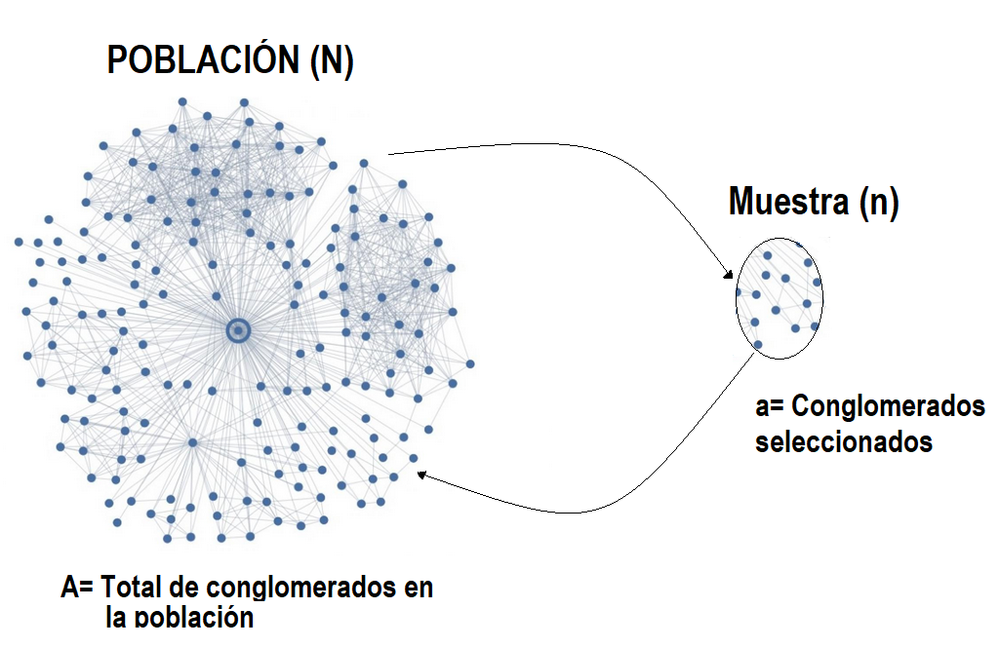 POBLACIÓN (N)
Muestra (n)
a= Conglomerados
seleccionados
A= Total de conglomerados en
la población